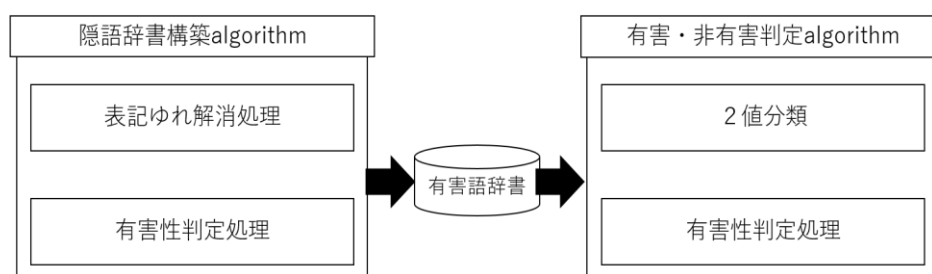 隠語辞書構築algorithm
表記ゆれ解消処理
有害性判定処理
有害語辞書
有害・非有害判定algorithm
２値分類
有害性判定処理